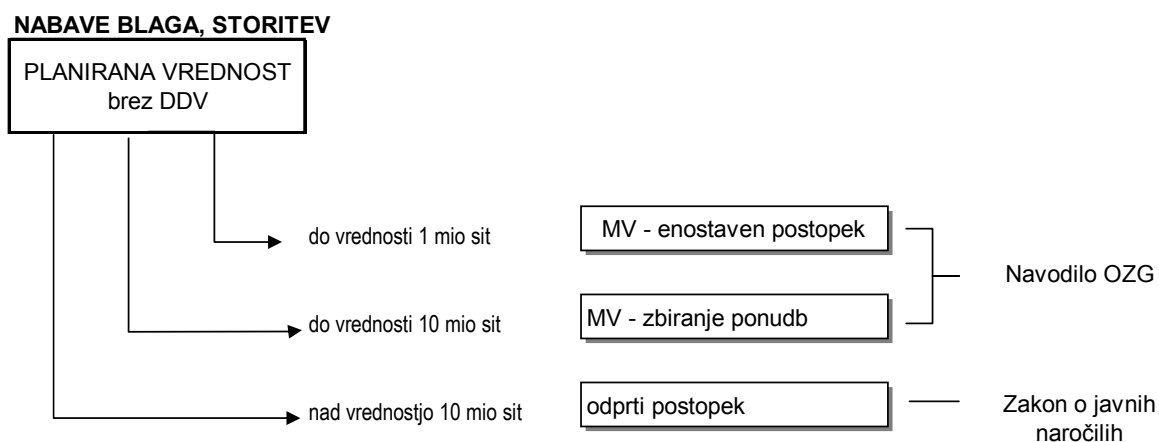 NABAVE BLAGA, STORITEV
PLANIRANA VREDNOST
brez DDV
do vrednosti 1 mio sit
MV - enostaven postopek
Navodilo OZG
do vrednosti 10 mio sit
MV - zbiranje ponudb
nad vrednostjo 10 mio sit
odprti postopek
Zakon o javnih
naročilih